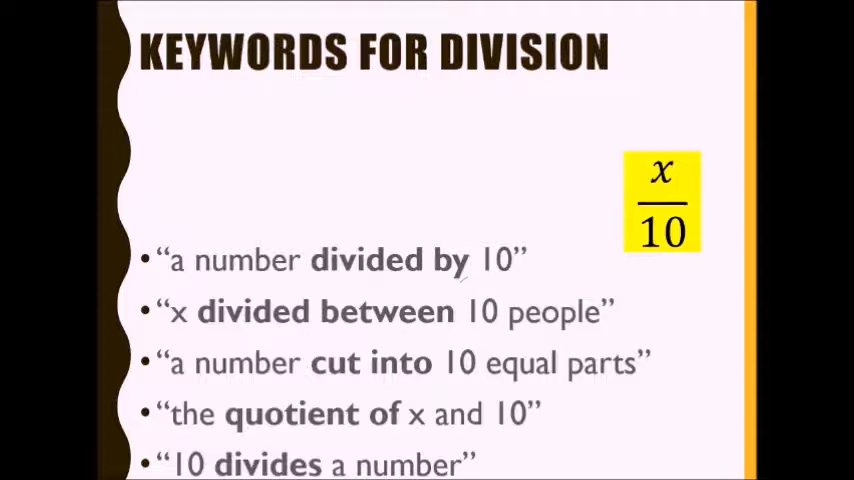 KEYWORDS FOR DIVISION
x
10
• “a number divided by 10”
• “x divided between 10 people”
• “a number cut into 10 equal parts”
• “the quotient of x and 10”
• “10 divides a number”